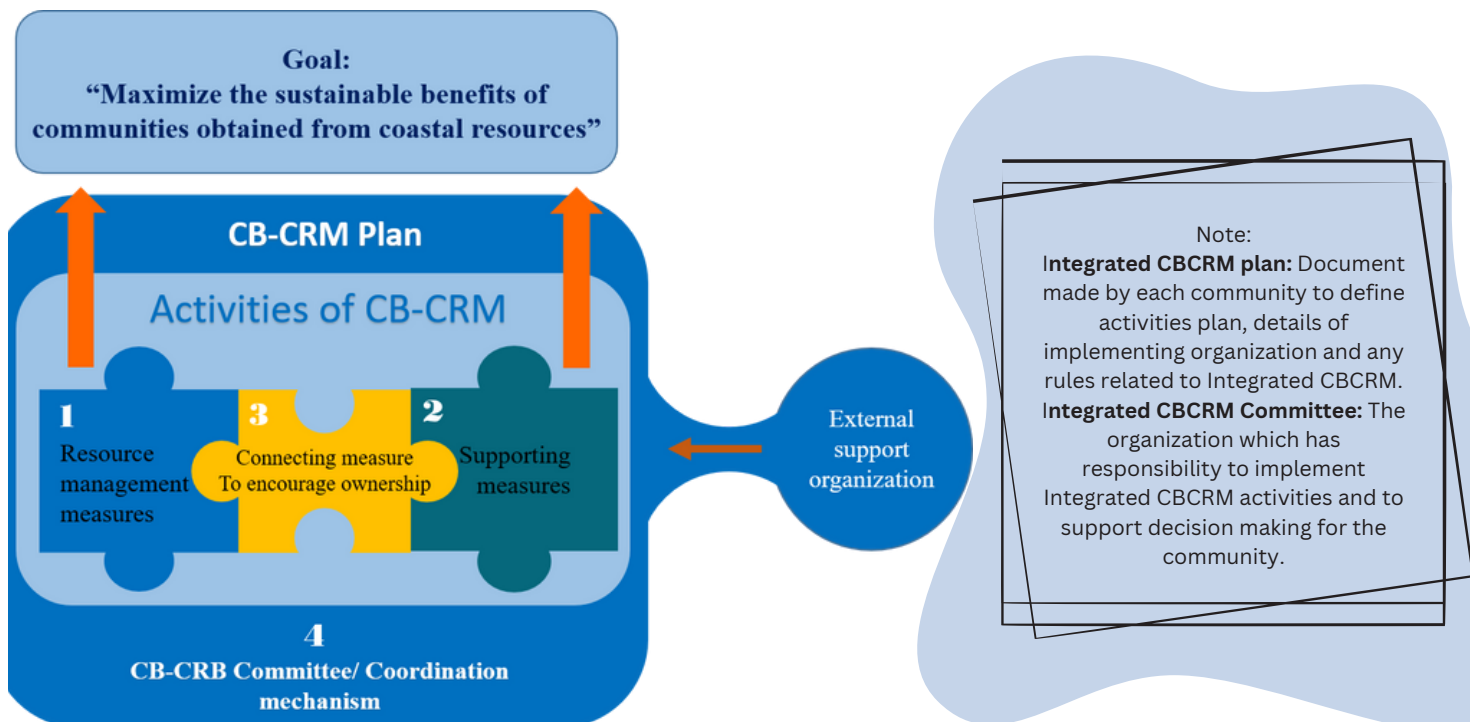 Goal:
“Maximize the sustainable benefits of
communities obtained from coastal resources”
CB-CRM Plan
Activities of CB-CRM
1
Resource
management
measures
3
Connecting measure
To encourage ownership
2
Supporting
measures
4
CB-CRB Committee/ Coordination
mechanism
External
support
organization
Note:
Integrated CBCRM plan: Document
made by each community to define
activities plan, details of
implementing organization and any
rules related to Integrated CBCRM.
Integrated CBCRM Committee: The
organization which has
responsibility to implement
Integrated CBCRM activities and to
support decision making for the
community.